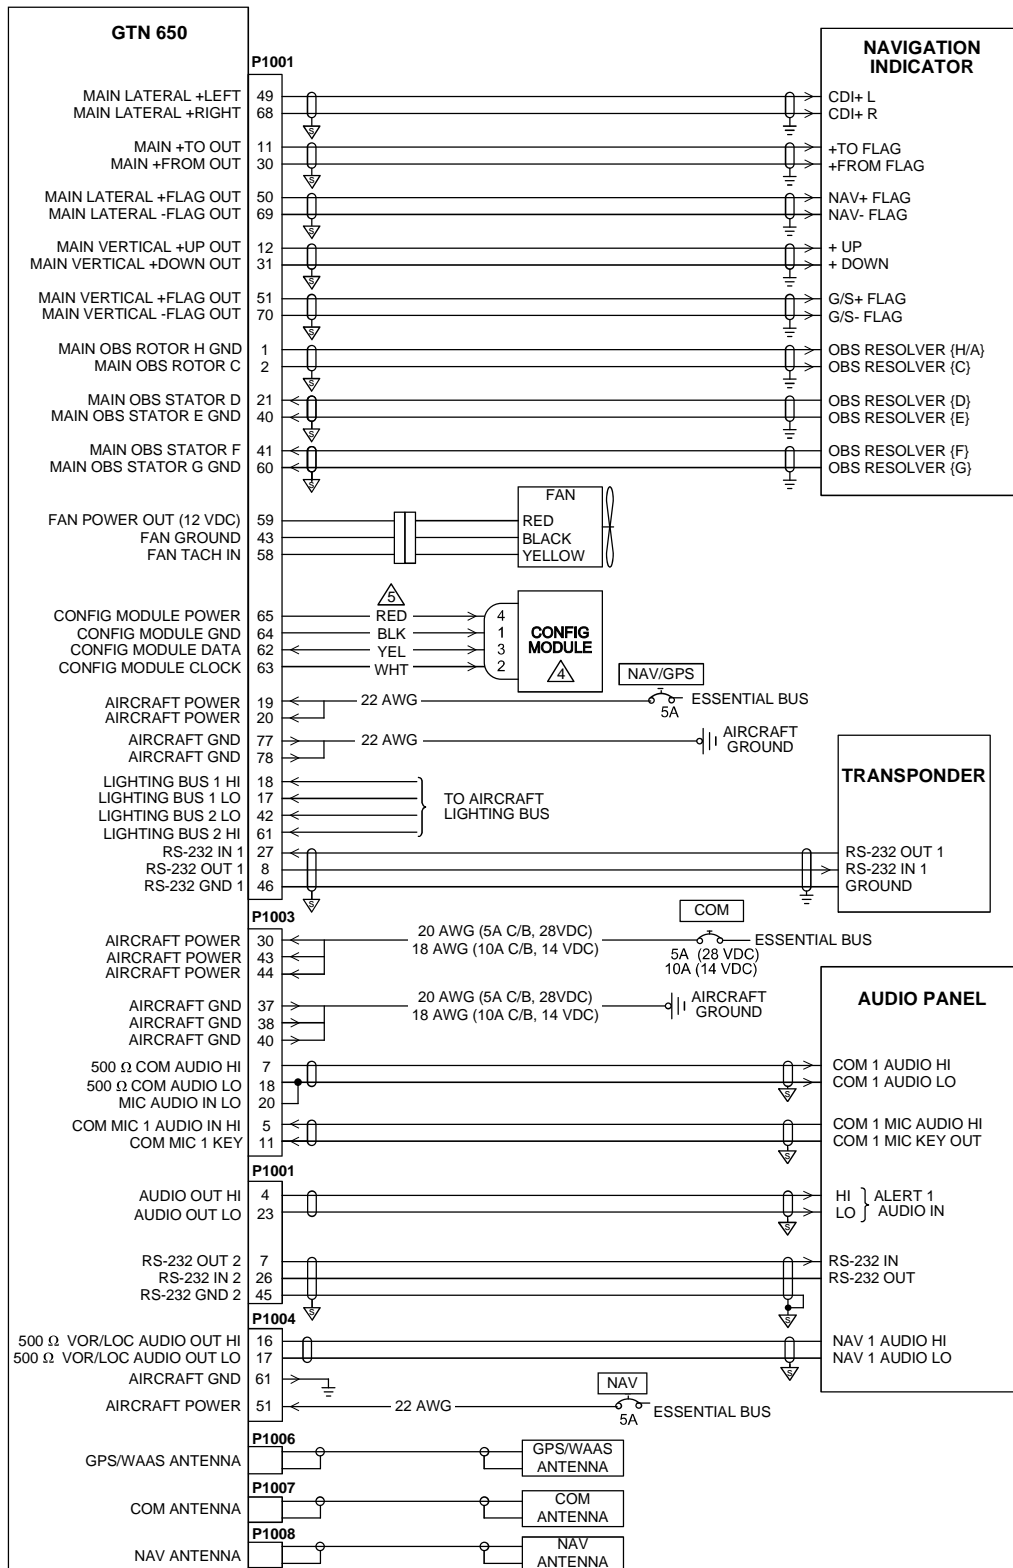 GTN 650
P1001
NAVIGATION
INDICATOR
MAIN LATERAL +LEFT 49 CDI+ L
MAIN LATERAL +RIGHT 68 CDI+ R
S
MAIN +TO OUT 11 +TO FLAG
MAIN +FROM OUT 30 +FROM FLAG
S
MAIN LATERAL +FLAG OUT 50 NAV+ FLAG
MAIN LATERAL -FLAG OUT 69 NAV- FLAG
S
MAIN VERTICAL +UP OUT 12 + UP
MAIN VERTICAL +DOWN OUT 31 + DOWN
S
MAIN VERTICAL +FLAG OUT 51 G/S+ FLAG
MAIN VERTICAL -FLAG OUT 70 G/S- FLAG
S
MAIN OBS ROTOR H GND 1 OBS RESOLVER {H/A}
MAIN OBS ROTOR C 2 OBS RESOLVER {C}
S
MAIN OBS STATOR D 21 OBS RESOLVER {D}
MAIN OBS STATOR E GND 40 OBS RESOLVER {E}
S
MAIN OBS STATOR F 41 OBS RESOLVER {F}
MAIN OBS STATOR G GND 60 OBS RESOLVER {G}
S
FAN
FAN POWER OUT (12 VDC) 59 RED
FAN GROUND 43 BLACK
FAN TACH IN 58 YELLOW
5
CONFIG MODULE POWER 65 RED 4
CONFIG MODULE GND 64 BLK 1
CONFIG MODULE DATA 62 YEL 3
CONFIG MODULE CLOCK 63 WHT 2
CONFIG
MODULE
4
NAV/GPS
AIRCRAFT POWER 19 22 AWG ESSENTIAL BUS
AIRCRAFT POWER 20 5A
AIRCRAFT GND 77 22 AWG AIRCRAFT
AIRCRAFT GND 78 GROUND
TRANSPONDER
LIGHTING BUS 1 HI 18
LIGHTING BUS 1 LO 17 TO AIRCRAFT
LIGHTING BUS 2 LO 42 LIGHTING BUS
LIGHTING BUS 2 HI 61
RS-232 IN 1 27 RS-232 OUT 1
RS-232 OUT 1 8 RS-232 IN 1
RS-232 GND 1 46 GROUND
S
P1003
COM
AIRCRAFT POWER 30 20 AWG (5A C/B, 28VDC) ESSENTIAL BUS
AIRCRAFT POWER 43 18 AWG (10A C/B, 14 VDC) 5A (28 VDC)
AIRCRAFT POWER 44 10A (14 VDC)
AUDIO PANEL
AIRCRAFT GND 37 20 AWG (5A C/B, 28VDC) AIRCRAFT
AIRCRAFT GND 38 18 AWG (10A C/B, 14 VDC) GROUND
AIRCRAFT GND 40
500 Ω COM AUDIO HI 7 COM 1 AUDIO HI
500 Ω COM AUDIO LO 18 COM 1 AUDIO LO
MIC AUDIO IN LO 20 S
COM MIC 1 AUDIO IN HI 5 COM 1 MIC AUDIO HI
COM MIC 1 KEY 11 COM 1 MIC KEY OUT
S
P1001
AUDIO OUT HI 4 HI ALERT 1
AUDIO OUT LO 23 LO AUDIO IN
S
RS-232 OUT 2 7 RS-232 IN
RS-232 IN 2 26 RS-232 OUT
RS-232 GND 2 45
S S
P1004
500 Ω VOR/LOC AUDIO OUT HI 16 NAV 1 AUDIO HI
500 Ω VOR/LOC AUDIO OUT LO 17 NAV 1 AUDIO LO
S
AIRCRAFT GND 61
NAV
AIRCRAFT POWER 51 22 AWG 5A ESSENTIAL BUS
P1006
GPS/WAAS ANTENNA GPS/WAAS
ANTENNA
P1007
COM ANTENNA COM
ANTENNA
P1008
NAV ANTENNA NAV
ANTENNA